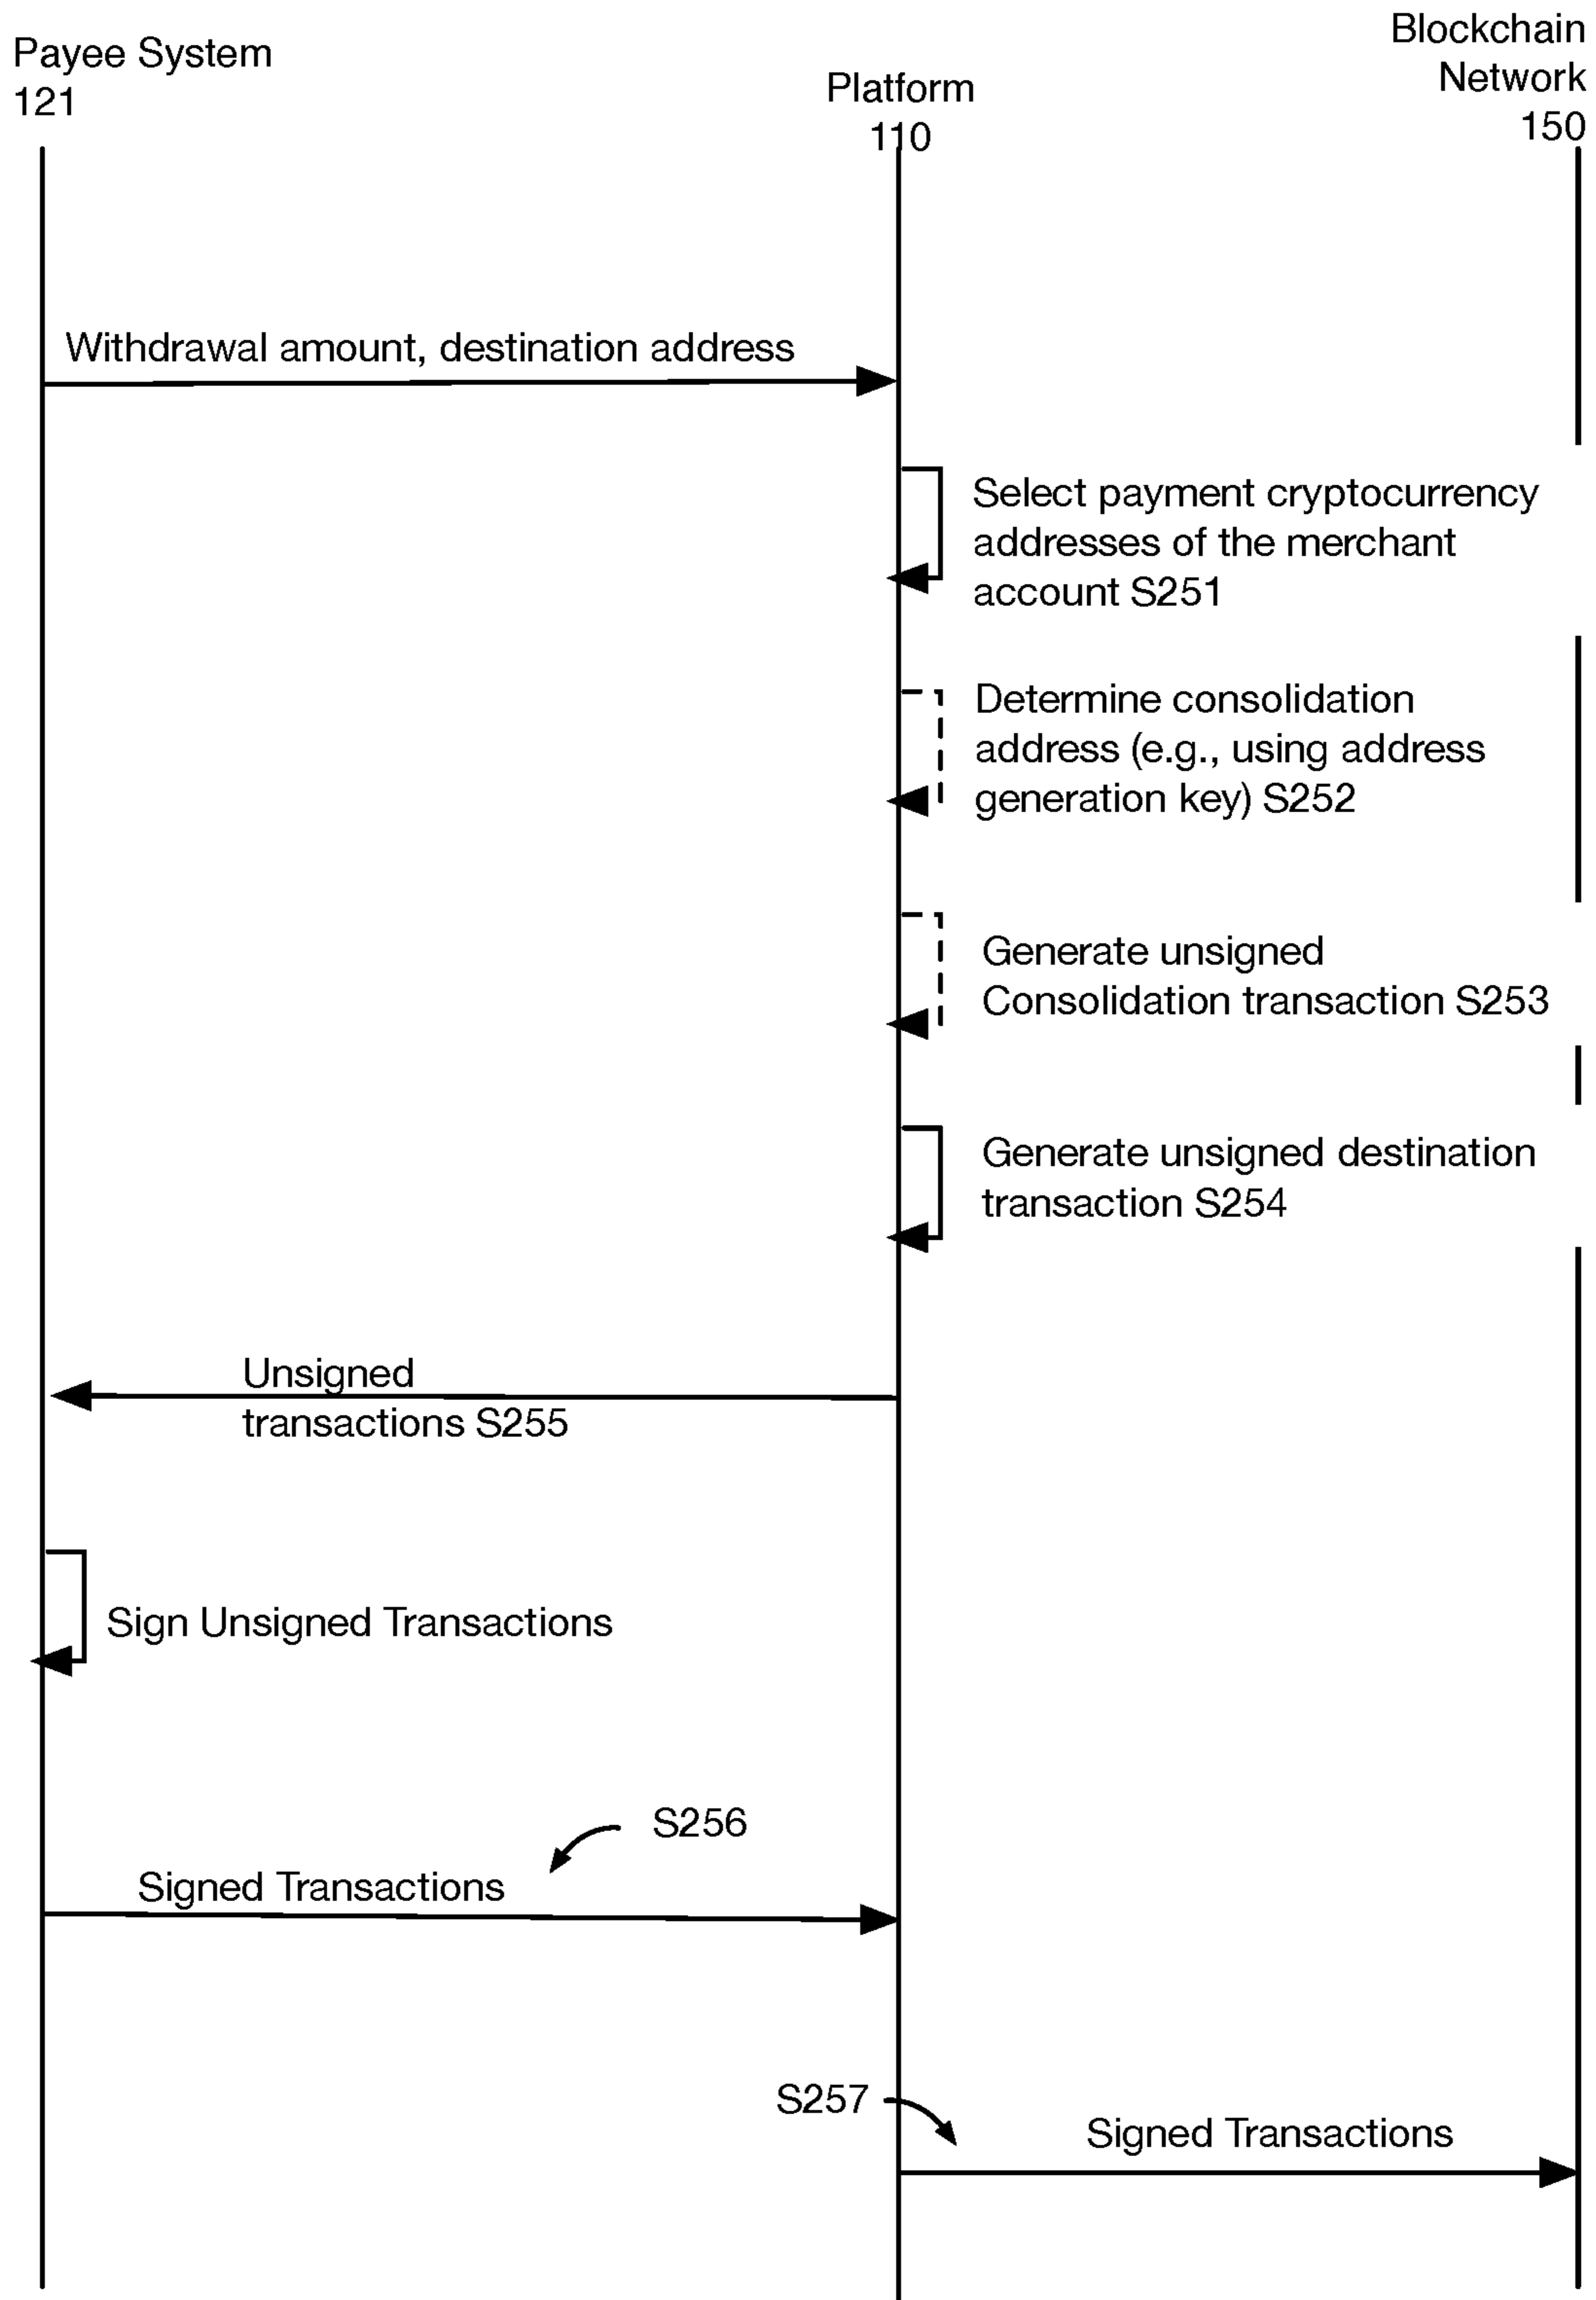 Payee System
121
Platform
110
Blockchain
Network
150
Withdrawal amount, destination address
Select payment cryptocurrency
addresses of the merchant
account S251
Determine consolidation
address (e.g., using address
generation key) S252
Generate unsigned
Consolidation transaction S253
Generate unsigned destination
transaction S254
Unsigned
transactions S255
Sign Unsigned Transactions
S256
Signed Transactions
S257
Signed Transactions